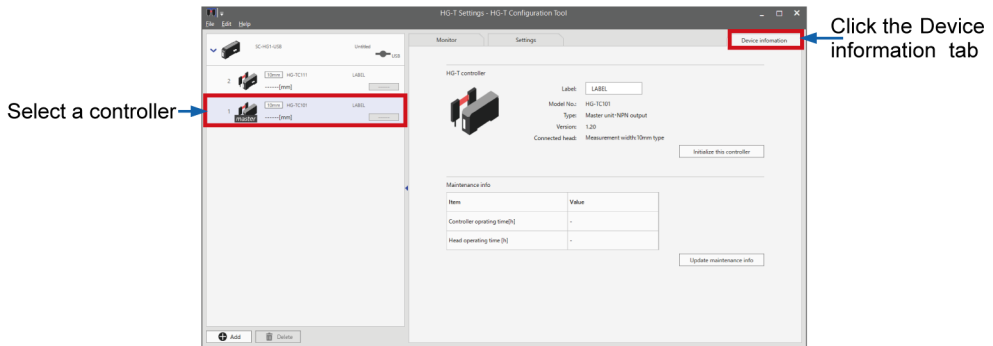 HG-T Settings - HG-T Configuration Tool
File Edit Help
Click the Device
information tab
Select a controller
SC-HG1-USB
Untitled
USB
2
10mm
HG-TC111
LABEL
------[mm]
------
1
master
10mm
HG-TC101
LABEL
------[mm]
------
Monitor
Settings
Device infomation
HG-T controller
Label: LABEL
Model No.: HG-TC101
Type: Master unit･NPN output
Version: 1.20
Connected head: Measurement width:10mm type
Initialize this controller
Maintenance info
Item Value
Controller oprating time[h] -
Head operating time [h] -
Update maintenance info
Add
Delete